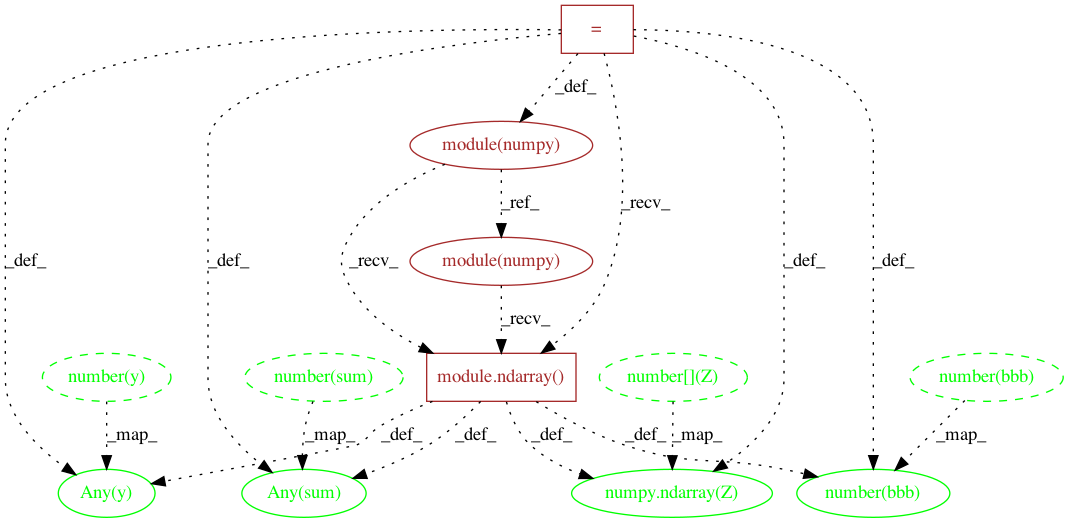 =
_def_
module(numpy)
_ref_
_recv_
_def_
_def_
_recv_
module(numpy)
_def_
_def_
_recv_
number(y)
number(sum)
module.ndarray()
number[](Z)
number(bbb)
_map_
_map_
_def_
_def_
_def_
_def_
_map_
_map_
Any(y)
Any(sum)
numpy.ndarray(Z)
number(bbb)